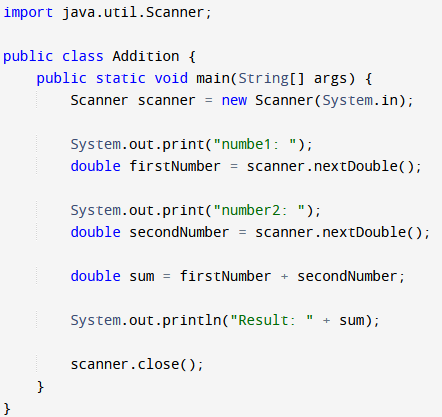 import java.util.Scanner;
public class Addition {
public static void main(String[] args) {
Scanner scanner = new Scanner(System.in);
System.out.print("numbe1: ");
double firstNumber = scanner.nextDouble();
System.out.print("number2: ");
double secondNumber = scanner.nextDouble();
double sum = firstNumber + secondNumber;
System.out.println("Result: " + sum);
scanner.close();
}
}